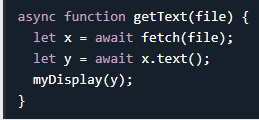 async function getText(file) {
  let x = await fetch(file);
  let y = await x.text();
  myDisplay(y);
}